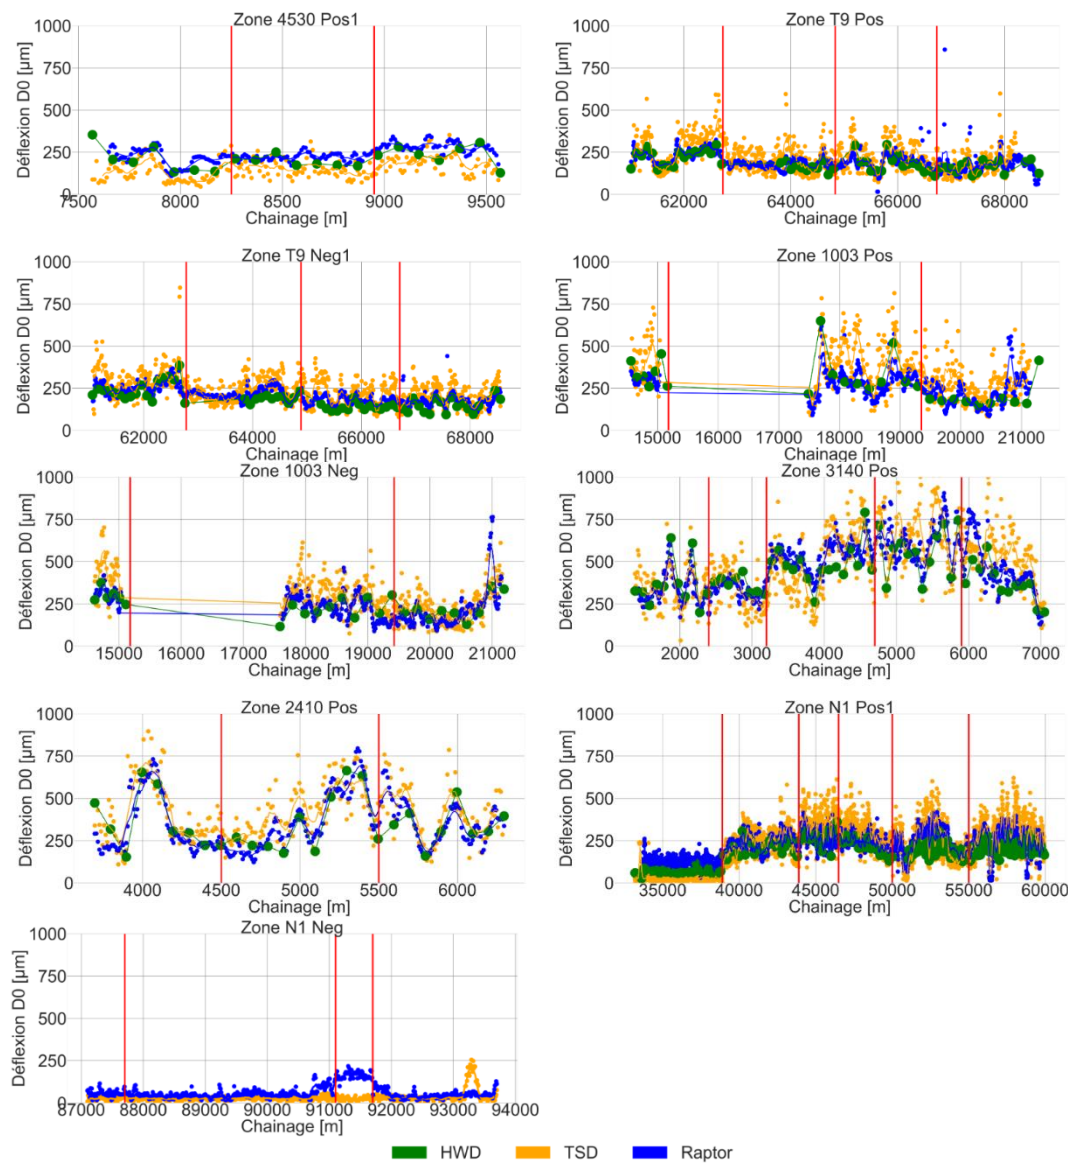 Zone 4530 Pos1
Déflexion D0 [µm]
1000
750
500
250
0
7500 8000 8500 9000 9500
Chainage [m]
Zone T9 Pos
Déflexion D0 [µm]
1000
750
500
250
0
62000 64000 66000 68000
Chainage [m]
Zone T9 Neg1
Déflexion D0 [µm]
1000
750
500
250
0
62000 64000 66000 68000
Chainage [m]
Zone 1003 Pos
Déflexion D0 [µm]
1000
750
500
250
0
15000 16000 17000 18000 19000 20000 21000
Chainage [m]
Zone 1003 Neg
Déflexion D0 [µm]
1000
750
500
250
0
15000 16000 17000 18000 19000 20000 21000
Chainage [m]
Zone 3140 Pos
Déflexion D0 [µm]
1000
750
500
250
0
2000 3000 4000 5000 6000 7000
Chainage [m]
Zone 2410 Pos
Déflexion D0 [µm]
1000
750
500
250
0
4000 4500 5000 5500 6000
Chainage [m]
Zone N1 Pos1
Déflexion D0 [µm]
1000
750
500
250
0
35000 40000 45000 50000 55000 60000
Chainage [m]
Zone N1 Neg
Déflexion D0 [µm]
1000
750
500
250
0
87000 88000 89000 90000 91000 92000 93000 94000
Chainage [m]
HWD TSD Raptor